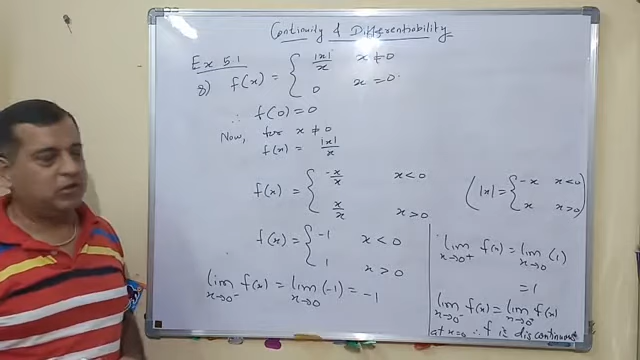 Continuity & Differentiability
Ex 5.1
8) f(x) = { |x|/x x ≠ 0
0 x = 0.
∴ f(0) = 0
Now, for x ≠ 0
f(x) = |x|/x
f(x) = { -x/x x < 0
x/x x > 0
( |x| = { -x x < 0
x x > 0 )
f(x) = { -1 x < 0
1 x > 0
lim x→0⁻ f(x) = lim x→0 (-1) = -1
lim x→0⁺ f(x) = lim x→0 (1)
= 1
lim x→0⁻ f(x) = lim x→0⁺ f(x)
at x=0 ∴ f is discontinuous